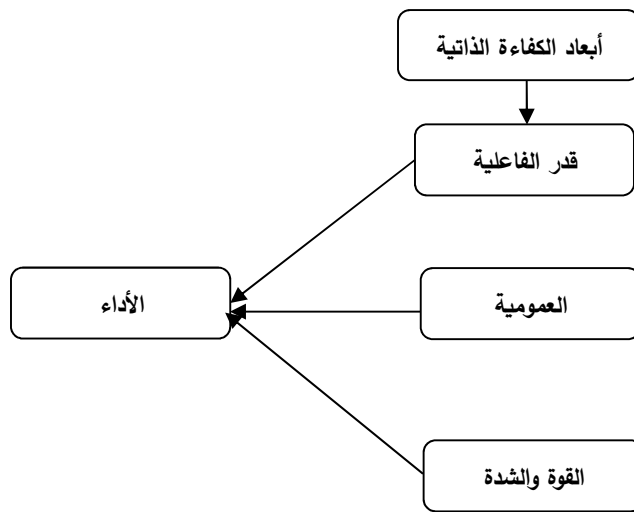 أبعاد الكفاءة الذاتية
قدر الفاعلية
العمومية
الأداء
القوة والشدة